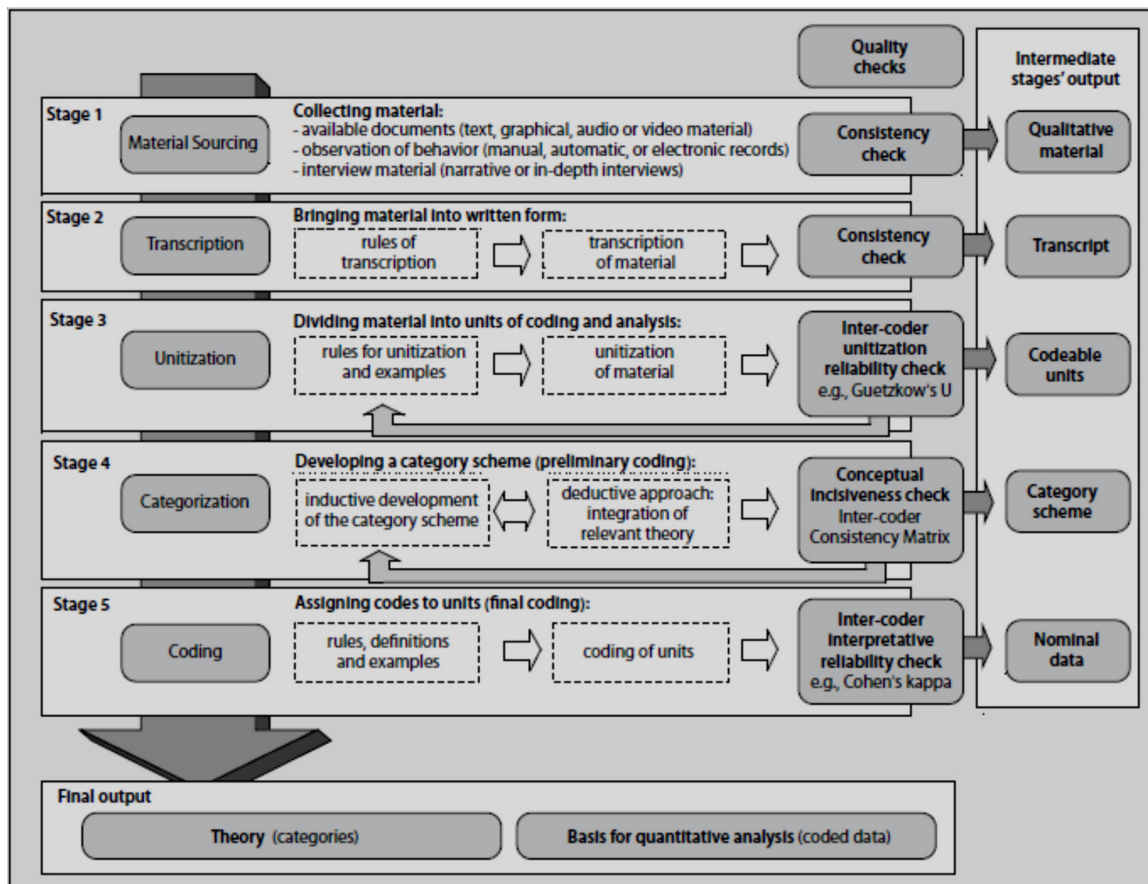 Quality
checks
Intermediate
stages' output
Stage 1
Material Sourcing
Collecting material:
- available documents (text, graphical, audio or video material)
- observation of behavior (manual, automatic, or electronic records)
- interview material (narrative or in-depth interviews)
Consistency
check
Qualitative
material
Stage 2
Transcription
Bringing material into written form:
rules of
transcription
transcription
of material
Consistency
check
Transcript
Stage 3
Unitization
Dividing material into units of coding and analysis:
rules for unitization
and examples
unitization
of material
Inter-coder
unitization
reliability check
e.g., Guetzkow's U
Codeable
units
Stage 4
Categorization
Developing a category scheme (preliminary coding):
inductive development
of the category scheme
deductive approach:
integration of
relevant theory
Conceptual
incisiveness check
Inter-coder
Consistency Matrix
Category
scheme
Stage 5
Coding
Assigning codes to units (final coding):
rules, definitions
and examples
coding of units
Inter-coder
interpretative
reliability check
e.g., Cohen's kappa
Nominal
data
Final output
Theory (categories)
Basis for quantitative analysis (coded data)